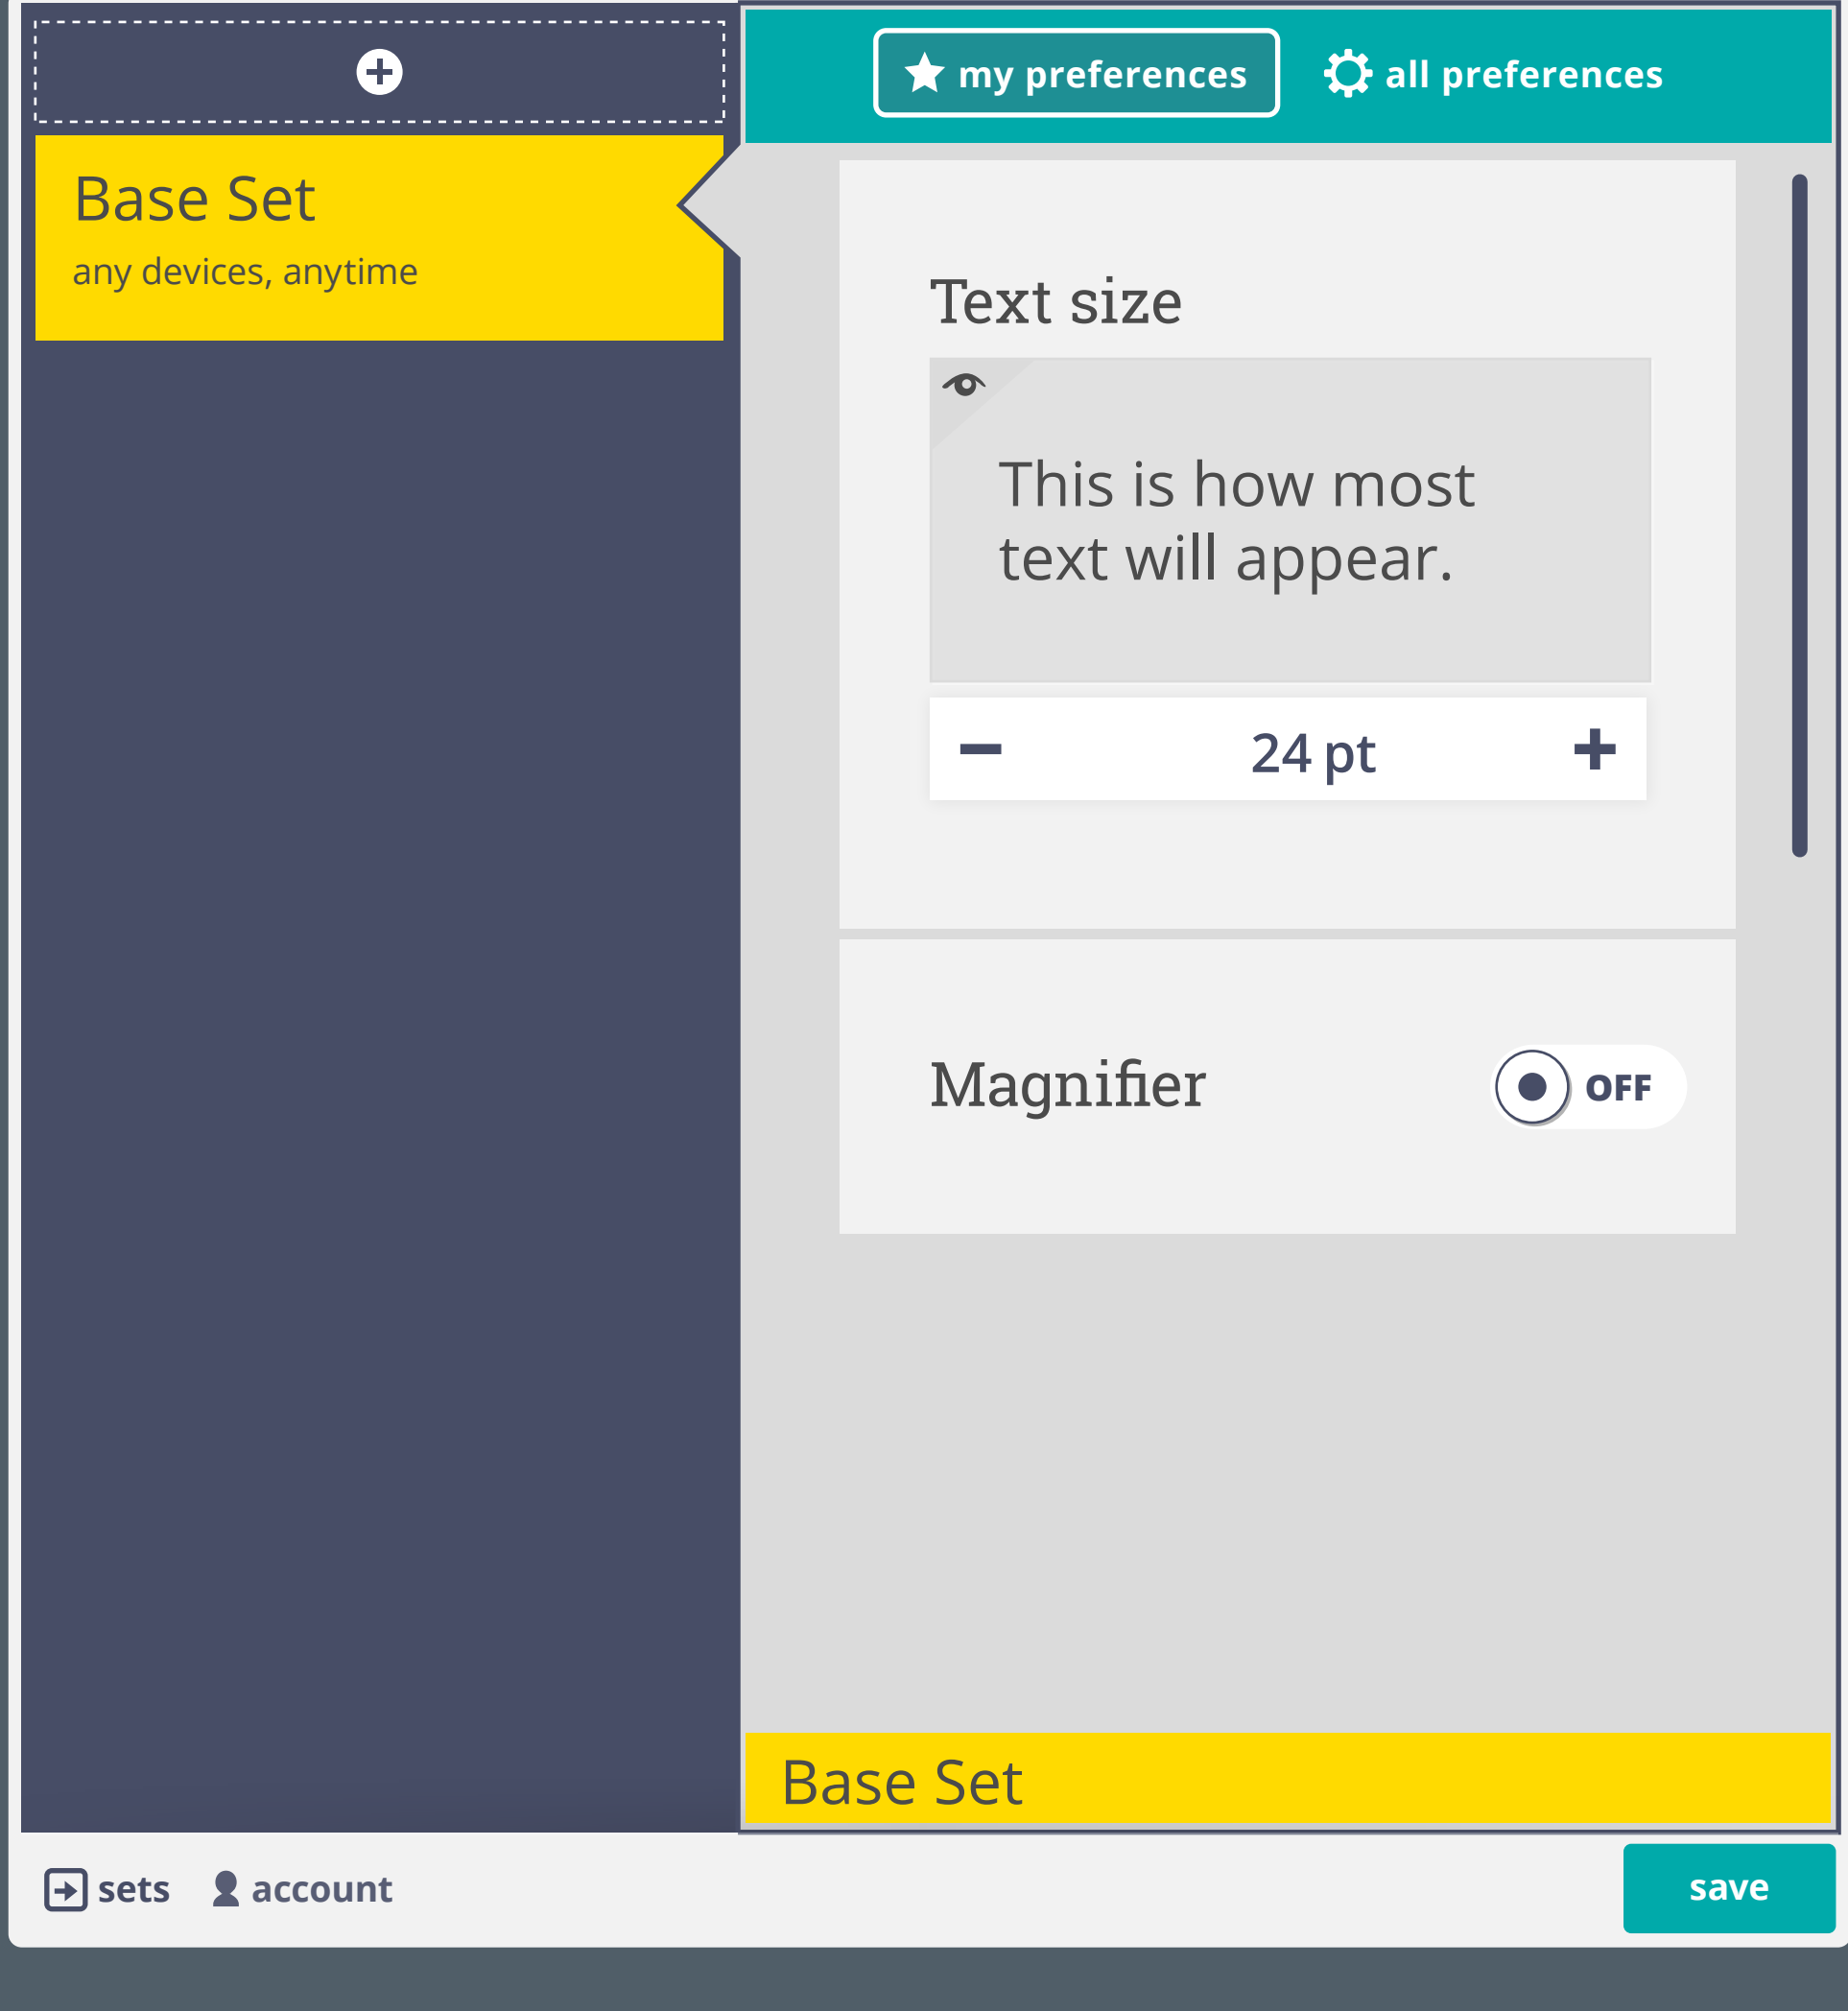 my preferences
all preferences
Base Set
any devices, anytime
Text size
This is how most
text will appear.
24 pt
Magnifier
OFF
Base Set
sets
account
save